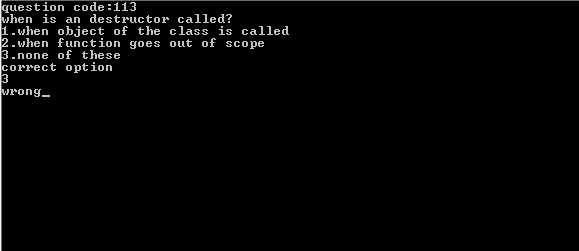 question code:113
when is an destructor called?
1.when object of the class is called
2.when function goes out of scope
3.none of these
correct option
3
wrong_